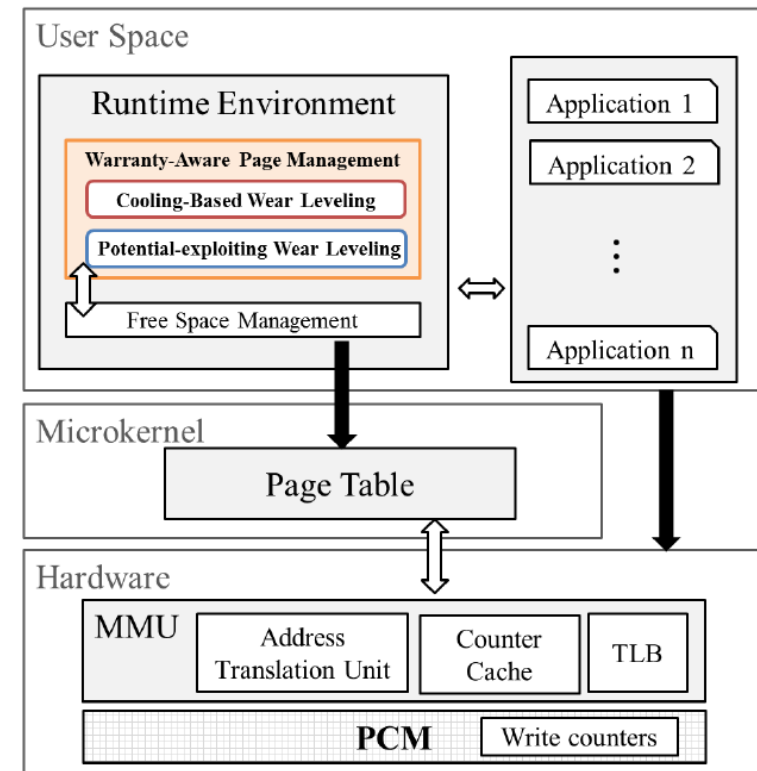 User Space
Runtime Environment
Warranty-Aware Page Management
Cooling-Based Wear Leveling
Potential-exploiting Wear Leveling
Free Space Management
Application 1
Application 2
⋮
Application n
Microkernel
Page Table
Hardware
MMU
Address
Translation Unit
Counter
Cache
TLB
PCM
Write counters